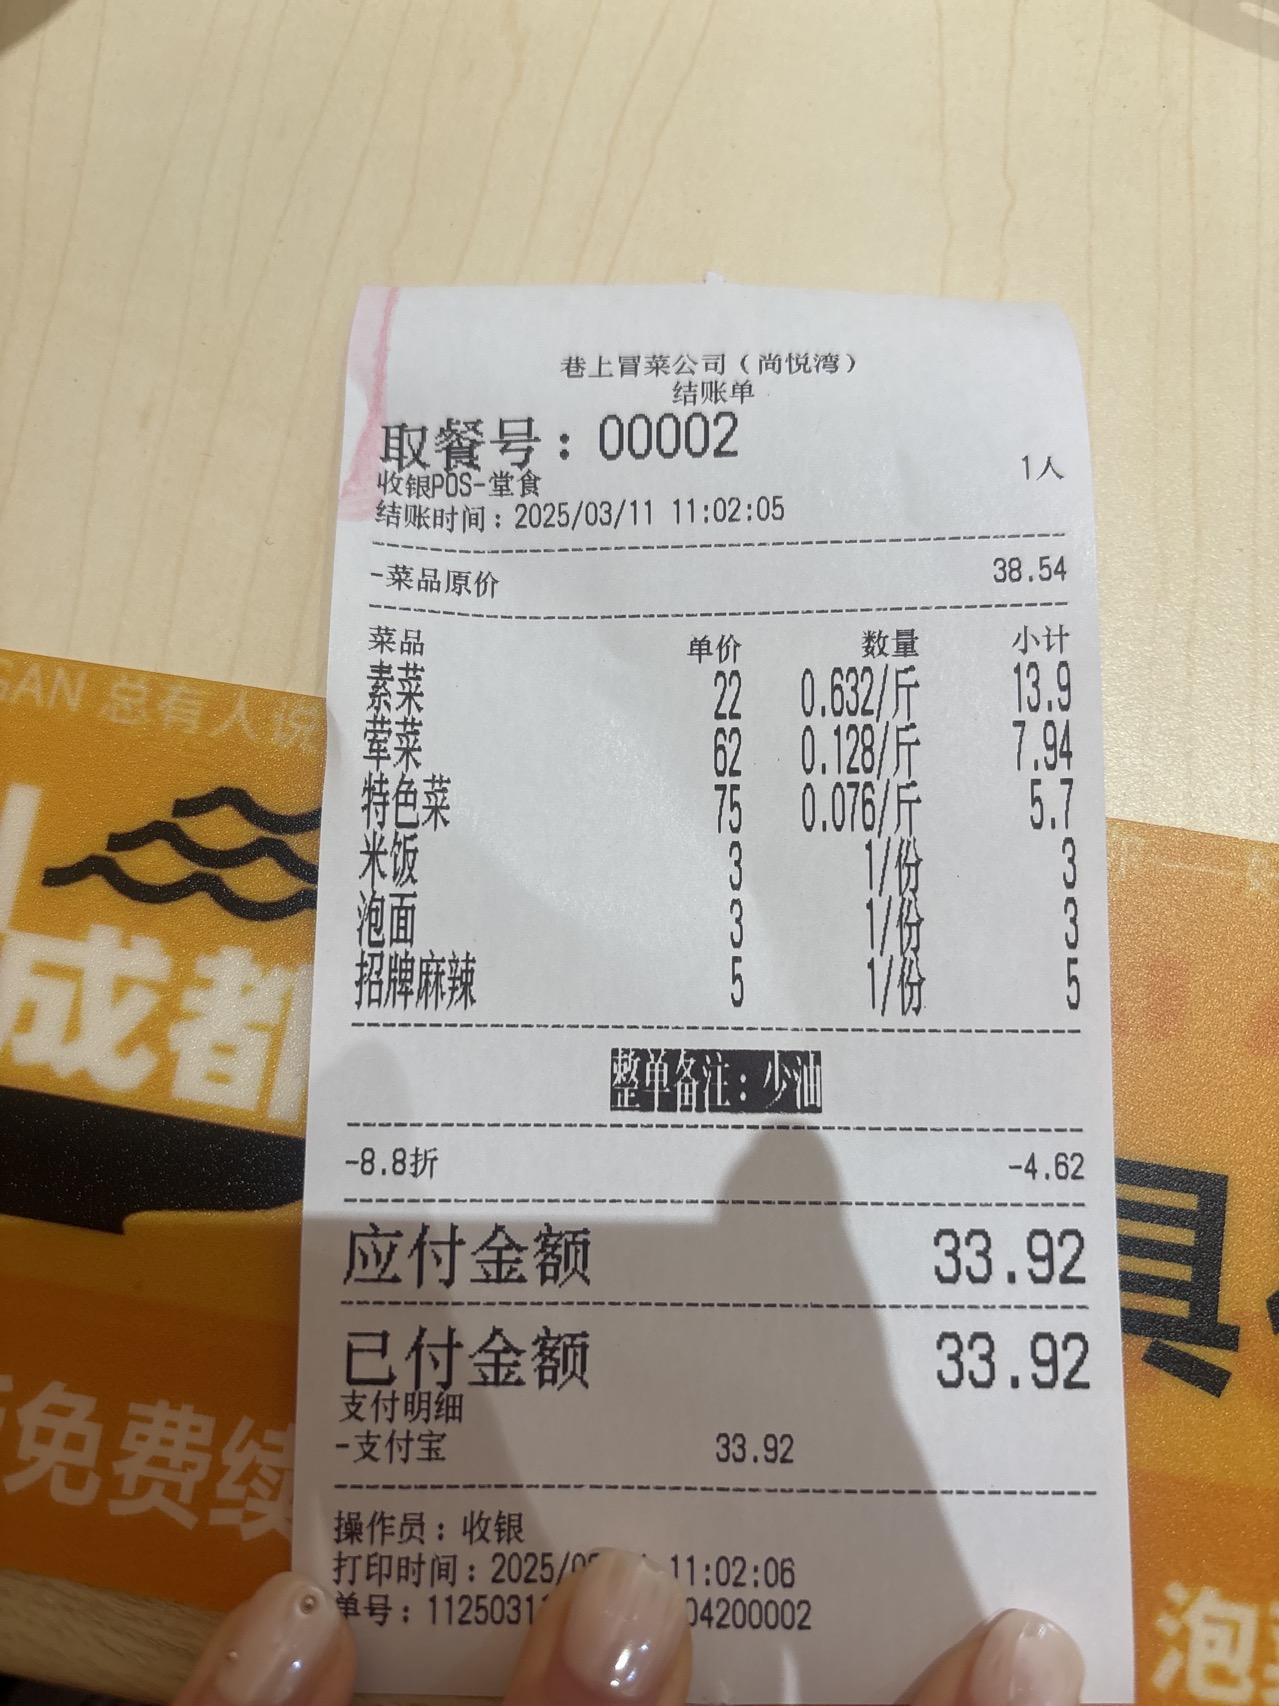 巷上冒菜公司（尚悦湾）
结账单
取餐号：00002
1人
收银POS-堂食
结账时间：2025/03/11 11:02:05
-菜品原价 38.54
菜品 单价 数量 小计
素菜 22 0.632/斤 13.9
荤菜 62 0.128/斤 7.94
特色菜 75 0.076/斤 5.7
米饭 3 1/份 3
泡面 3 1/份 3
招牌麻辣 5 1/份 5
整单备注：少油
-8.8折 -4.62
应付金额 33.92
已付金额 33.92
支付明细
-支付宝 33.92
操作员：收银
打印时间：2025/0 11:02:06
单号：1125031 04200002
GAN 总有人说
成都
免费续
具
泡菜